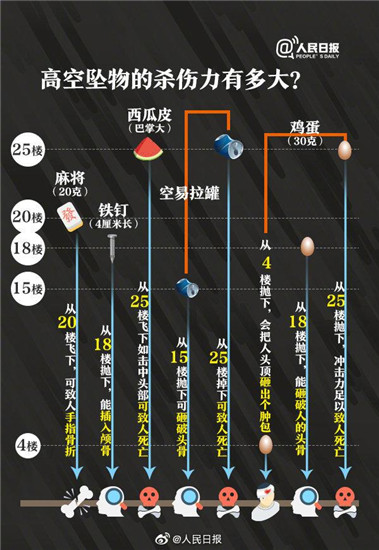 @人民日报
PEOPLE'S DAILY
高空坠物的杀伤力有多大？
25楼
20楼
18楼
15楼
4楼
麻将
（20克）
从20楼飞下，可致人手指骨折
铁钉
（4厘米长）
从18楼抛下，能插入颅骨
西瓜皮
（巴掌大）
从25楼飞下如击中头部可致人死亡
空易拉罐
从15楼抛下可砸破头骨
从25楼掉下可致人死亡
鸡蛋
（30克）
从4楼抛下，会把人头顶砸出个肿包
从18楼抛下，能砸破人的头骨
从25楼抛下，冲击力足以致人死亡
發
@人民日报